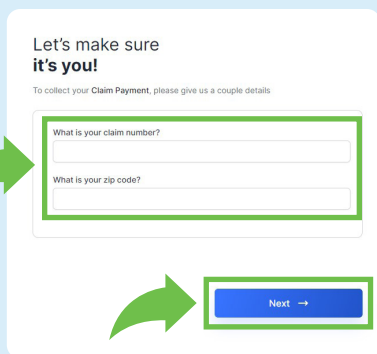 Let's make sure
it's you!
To collect your Claim Payment, please give us a couple details
What is your claim number?
What is your zip code?
Next →